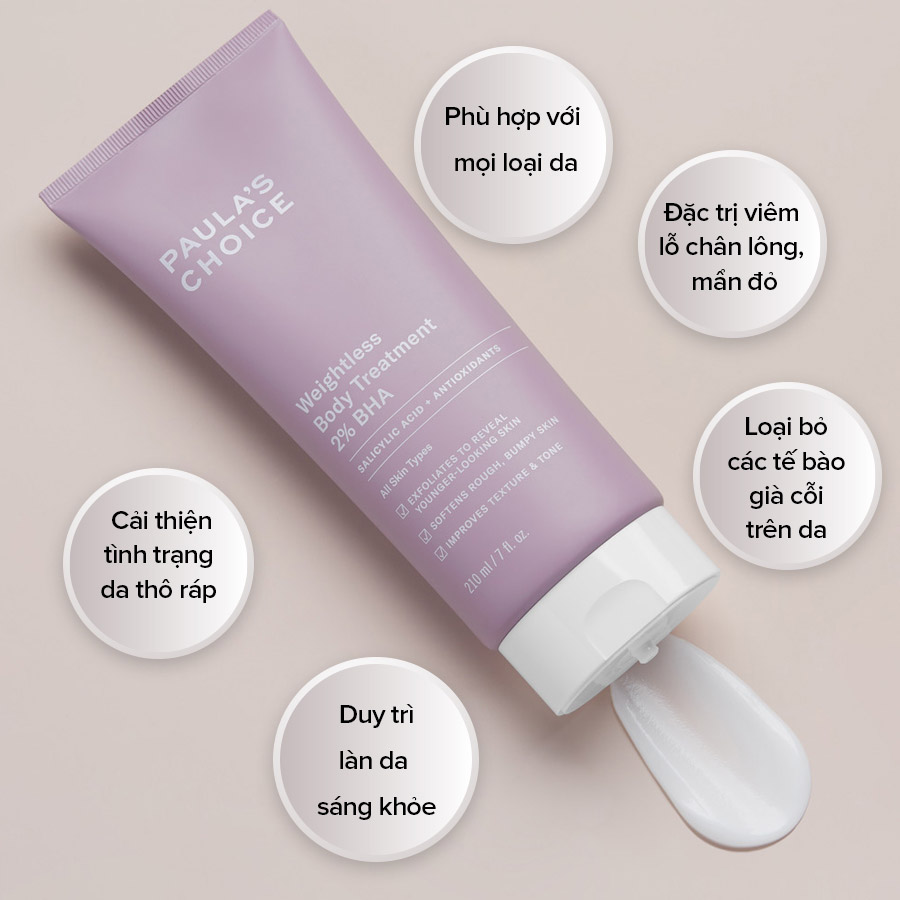 PAULA'S
CHOICE
Weightless
Body Treatment
2% BHA
SALICYLIC ACID + ANTIOXIDANTS
All Skin Types
EXFOLIATES TO REVEAL
YOUNGER-LOOKING SKIN
SOFTENS ROUGH, BUMPY SKIN
IMPROVES TEXTURE & TONE
210 ml / 7 fl. oz.
Phù hợp với
mọi loại da
Đặc trị viêm
lỗ chân lông,
mẩn đỏ
Loại bỏ
các tế bào
già cỗi
trên da
Cải thiện
tình trạng
da thô ráp
Duy trì
làn da
sáng khỏe